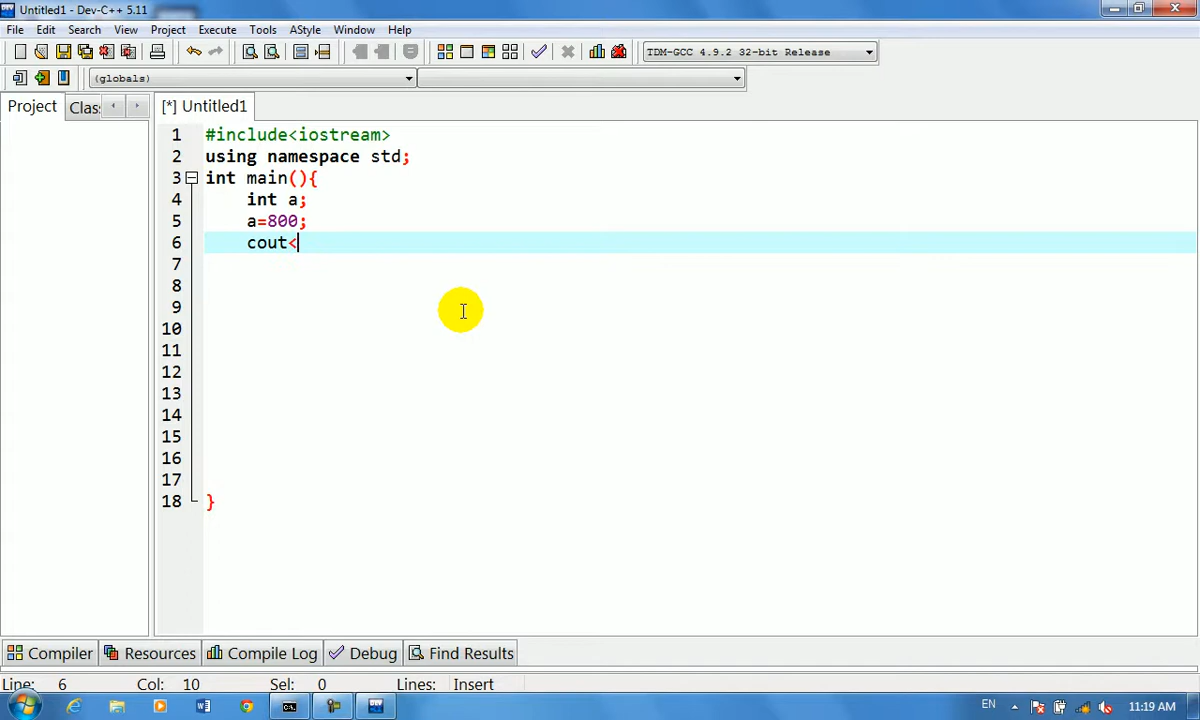 Untitled1 - Dev-C++ 5.11
File Edit Search View Project Execute Tools AStyle Window Help
TDM-GCC 4.9.2 32-bit Release
(globals)
Project Clas [*] Untitled1
1 #include<iostream>
2 using namespace std;
3 int main(){
4 int a;
5 a=800;
6 cout<
7
8
9
10
11
12
13
14
15
16
17
18 }
Compiler Resources Compile Log Debug Find Results
Line: 6 Col: 10 Sel: 0 Lines: Insert
EN 11:19 AM